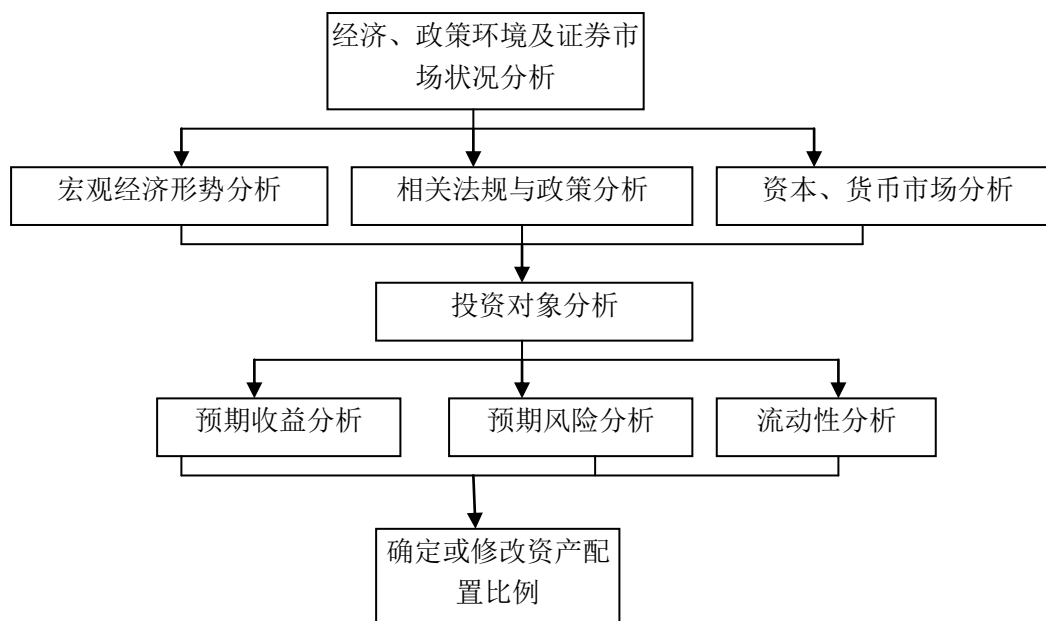 经济、政策环境及证券市
场状况分析
宏观经济形势分析
相关法规与政策分析
资本、货币市场分析
投资对象分析
预期收益分析
预期风险分析
流动性分析
确定或修改资产配
置比例